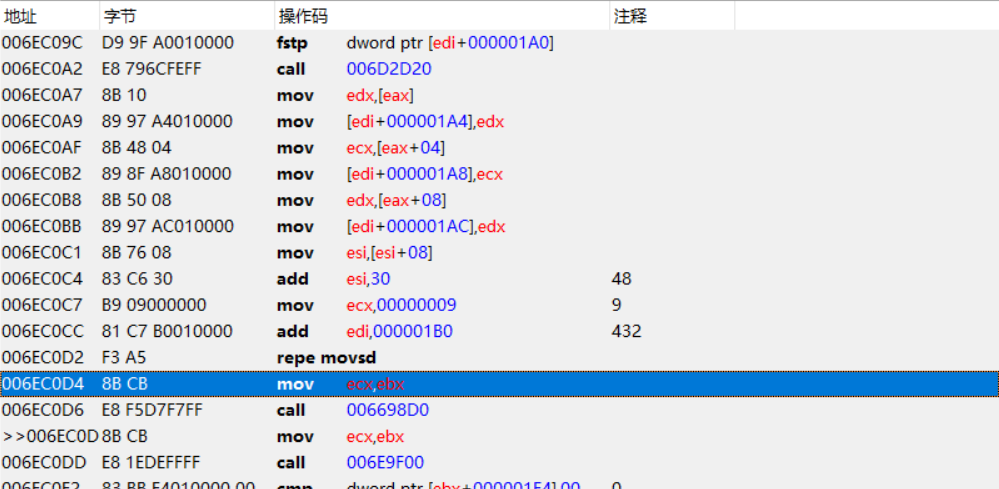 地址 字节 操作码 注释
006EC09C D9 9F A0010000 fstp dword ptr [edi+000001A0]
006EC0A2 E8 796CFEFF call 006D2D20
006EC0A7 8B 10 mov edx,[eax]
006EC0A9 89 97 A4010000 mov [edi+000001A4],edx
006EC0AF 8B 48 04 mov ecx,[eax+04]
006EC0B2 89 8F A8010000 mov [edi+000001A8],ecx
006EC0B8 8B 50 08 mov edx,[eax+08]
006EC0BB 89 97 AC010000 mov [edi+000001AC],edx
006EC0C1 8B 76 08 mov esi,[esi+08]
006EC0C4 83 C6 30 add esi,30 48
006EC0C7 B9 09000000 mov ecx,00000009 9
006EC0CC 81 C7 B0010000 add edi,000001B0 432
006EC0D2 F3 A5 repe movsd
006EC0D4 8B CB mov ecx,ebx
006EC0D6 E8 F5D7F7FF call 006698D0
>>006EC0D 8B CB mov ecx,ebx
006EC0DD E8 1EDEFFFF call 006E9F00
006EC0E2 83 BB F4010000 00 cmp dword ptr [ebx+000001F4],00 0